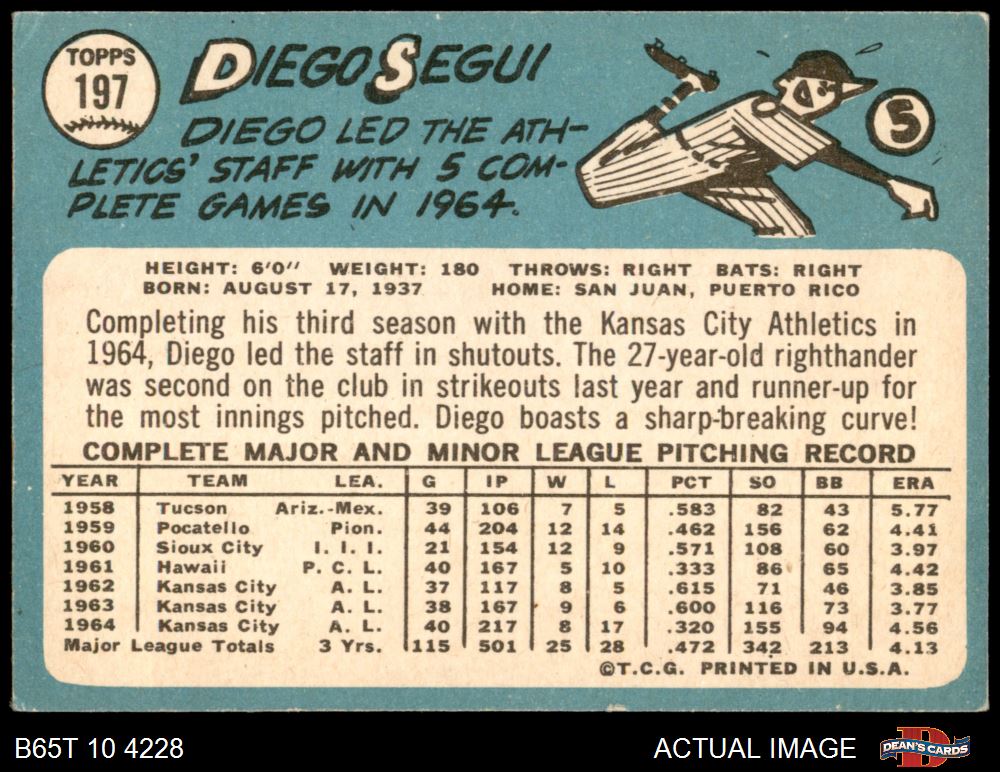 TOPPS
197
DIEGO SEGUI
DIEGO LED THE ATH-
LETICS' STAFF WITH 5 COM-
PLETE GAMES IN 1964.
5
HEIGHT: 6'0" WEIGHT: 180 THROWS: RIGHT BATS: RIGHT
BORN: AUGUST 17, 1937 HOME: SAN JUAN, PUERTO RICO
Completing his third season with the Kansas City Athletics in
1964, Diego led the staff in shutouts. The 27-year-old righthander
was second on the club in strikeouts last year and runner-up for
the most innings pitched. Diego boasts a sharp-breaking curve!
COMPLETE MAJOR AND MINOR LEAGUE PITCHING RECORD
YEAR TEAM LEA. G IP W L PCT SO BB ERA
1958 Tucson Ariz.-Mex. 39 106 7 5 .583 82 43 5.77
1959 Pocatello Pion. 44 204 12 14 .462 156 62 4.41
1960 Sioux City I. I. I. 21 154 12 9 .571 108 60 3.97
1961 Hawaii P. C. L. 40 167 5 10 .333 86 65 4.42
1962 Kansas City A. L. 37 117 8 5 .615 71 46 3.85
1963 Kansas City A. L. 38 167 9 6 .600 116 73 3.77
1964 Kansas City A. L. 40 217 8 17 .320 155 94 4.56
Major League Totals 3 Yrs. 115 501 25 28 .472 342 213 4.13
©T.C.G. PRINTED IN U.S.A.
B65T 10 4228 ACTUAL IMAGE DEAN'S CARDS